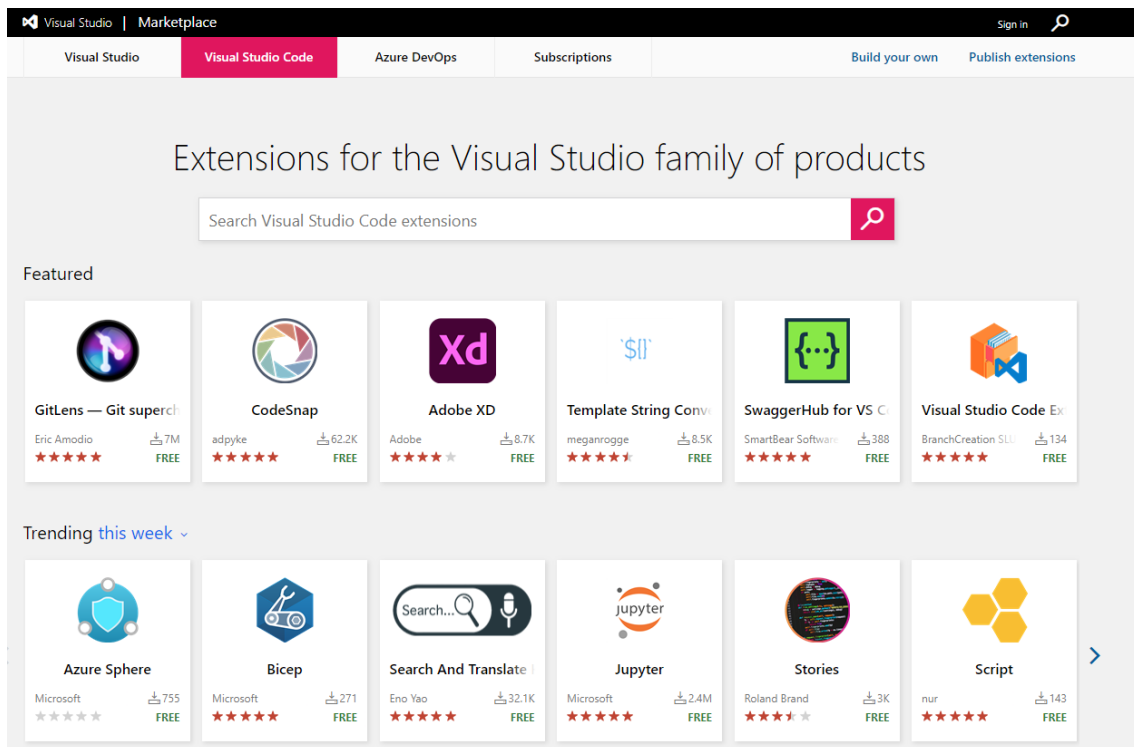 Visual Studio | Marketplace
Sign in
Visual Studio
Visual Studio Code
Azure DevOps
Subscriptions
Build your own
Publish extensions
Extensions for the Visual Studio family of products
Search Visual Studio Code extensions
Featured
Xd
`${}`
{...}
GitLens — Git superch
CodeSnap
Adobe XD
Template String Conv
SwaggerHub for VS C
Visual Studio Code Ex
Eric Amodio 7M
adpyke 62.2K
Adobe 8.7K
meganrogge 8.5K
SmartBear Software 388
BranchCreation SLU 134
FREE
FREE
FREE
FREE
FREE
FREE
Trending this week
Search...
Jupyter
Azure Sphere
Bicep
Search And Translate
Jupyter
Stories
Script
Microsoft 755
Microsoft 271
Eno Yao 32.1K
Microsoft 2.4M
Roland Brand 3K
nur 143
FREE
FREE
FREE
FREE
FREE
FREE